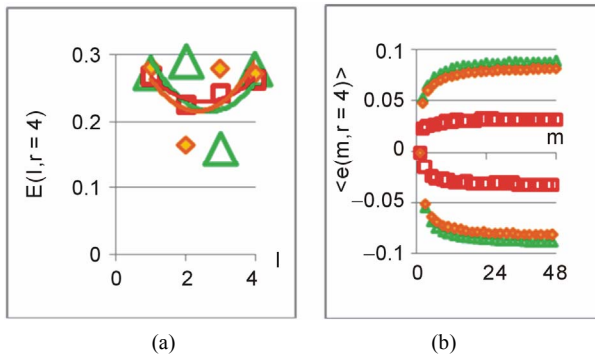 E(l,r = 4)
0.3
0.2
0.1
0
0
2
4
l
(a)
<e(m,r = 4)>
0.1
0.05
0
−0.05
−0.1
m
0
24
48
(b)